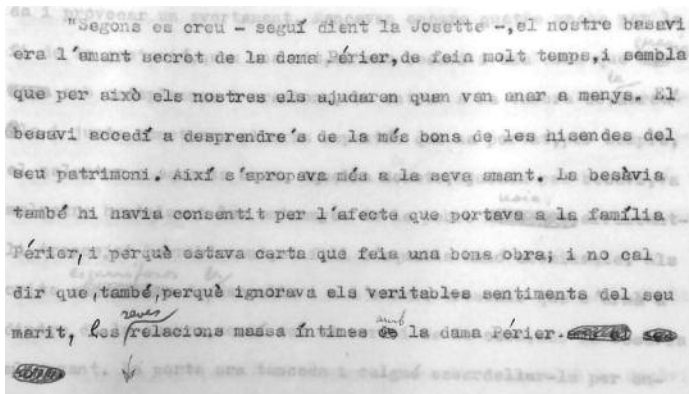 "Segons es creu - seguí dient la Josette -, el nostre besavi
era l'amant secret de la dama Périer, de feia molt temps, i sembla
que per això els nostres els ajudaren quan van anar a menys. El
besavi accedí a desprendre's de la més bona de les hisendes del
seu patrimoni. Així s'apropava més a la seva amant. La besàvia
també hi havia consentit per l'afecte que portava a la família
Périer, i perquè estava certa que feia una bona obra; i no cal
dir que, també, perquè ignorava els veritables sentiments del seu
seves
marit, les relacions massa íntimes amb la dama Périer.